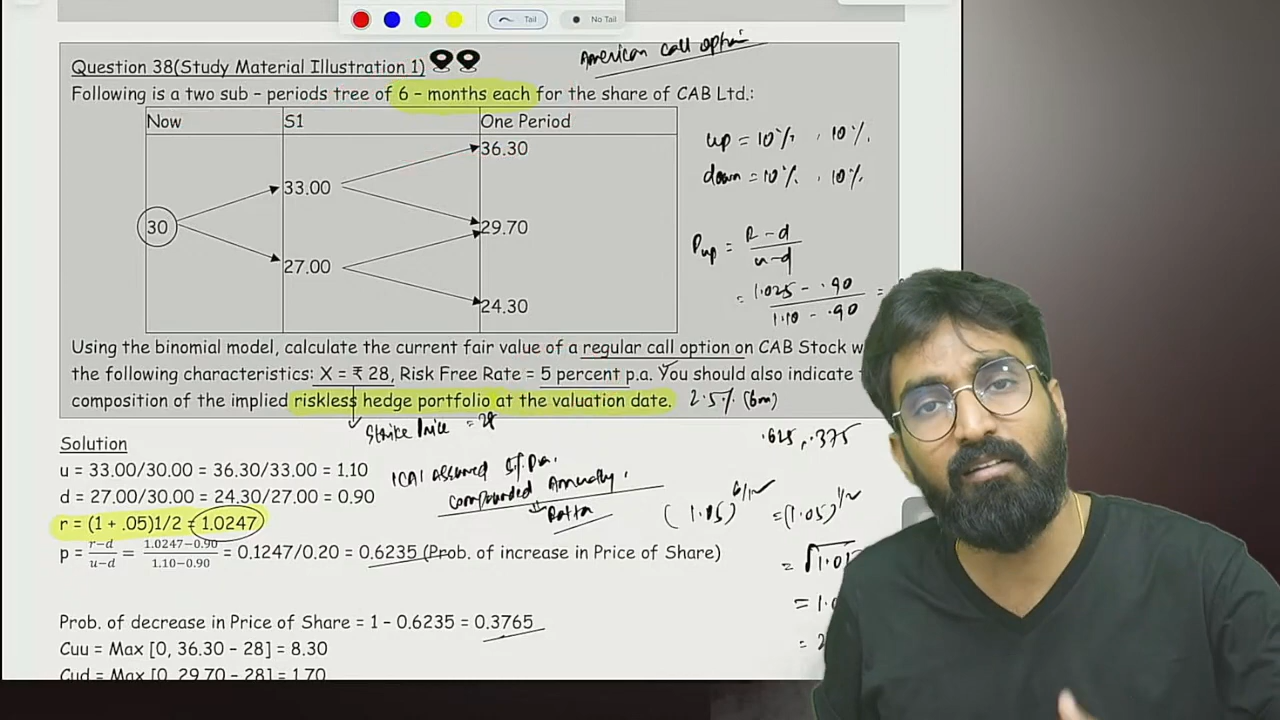 Tail
No Tail
American call option
Question 38(Study Material Illustration 1)
Following is a two sub – periods tree of 6 – months each for the share of CAB Ltd.:
Now S1 One Period
36.30
33.00
30 29.70
27.00
24.30
up = 10% , 10%
down = 10% , 10%
Pup = R - d / u - d
= 1.025 - .90 / 1.10 - .90 =
Using the binomial model, calculate the current fair value of a regular call option on CAB Stock w
the following characteristics: X = ₹ 28, Risk Free Rate = 5 percent p.a. You should also indicate
composition of the implied riskless hedge portfolio at the valuation date. 2.5% (6m)
Strike Price = 28
.625, .375
Solution
u = 33.00/30.00 = 36.30/33.00 = 1.10
d = 27.00/30.00 = 24.30/27.00 = 0.90
r = (1 + .05)1/2 = 1.0247
p = r−d / u−d = 1.0247−0.90 / 1.10−0.90 = 0.1247/0.20 = 0.6235 (Prob. of increase in Price of Share)
ICAI assumed 5% p.a.
compounded Annually.
Ratta
(1.05)^6/12 = (1.05)^1/2
Prob. of decrease in Price of Share = 1 – 0.6235 = 0.3765
Cuu = Max [0, 36.30 – 28] = 8.30
Cud = Max [0, 29.70 – 28] = 1.70